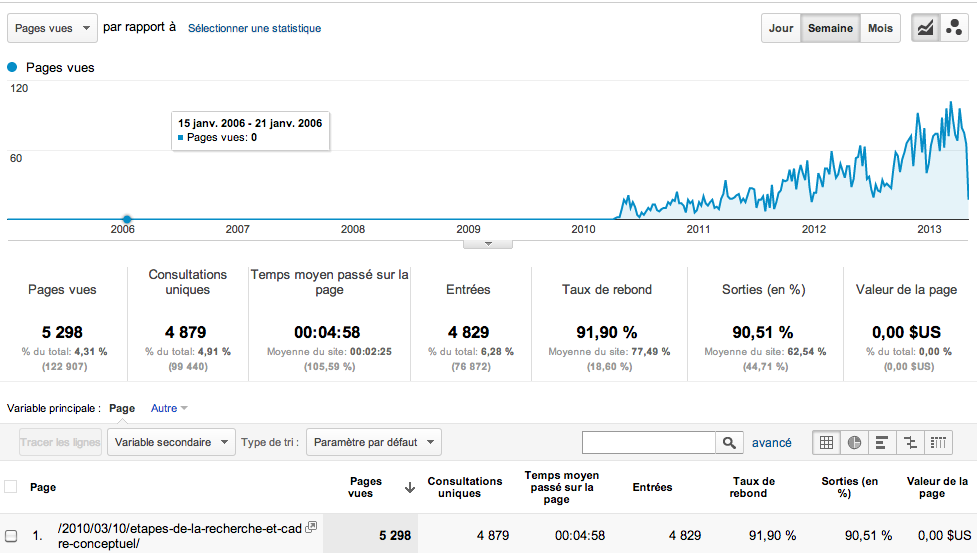 Pages vues par rapport à Sélectionner une statistique Jour Semaine Mois
Pages vues
120
60
15 janv. 2006 - 21 janv. 2006
Pages vues: 0
2006 2007 2008 2009 2010 2011 2012 2013
Pages vues
5 298
% du total: 4,31 %
(122 907)
Consultations
uniques
4 879
% du total: 4,91 %
(99 440)
Temps moyen passé sur la
page
00:04:58
Moyenne du site: 00:02:25
(105,59 %)
Entrées
4 829
% du total: 6,28 %
(76 872)
Taux de rebond
91,90 %
Moyenne du site: 77,49 %
(18,60 %)
Sorties (en %)
90,51 %
Moyenne du site: 62,54 %
(44,71 %)
Valeur de la page
0,00 $US
% du total: 0,00 %
(0,00 $US)
Variable principale : Page Autre
Tracer les lignes Variable secondaire Type de tri : Paramètre par défaut avancé
Page
Pages
vues
Consultations
uniques
Temps moyen
passé sur la
page
Entrées
Taux de
rebond
Sorties (en
%)
Valeur de la
page
1.
/2010/03/10/etapes-de-la-recherche-et-cad
re-conceptuel/
5 298 4 879 00:04:58 4 829 91,90 % 90,51 % 0,00 $US